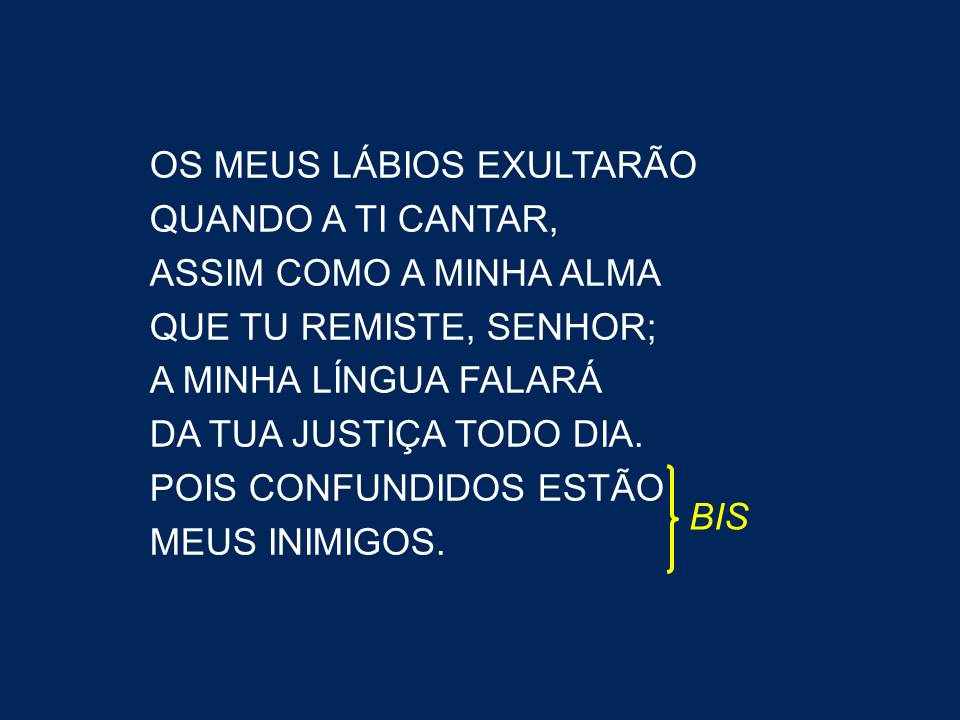 OS MEUS LÁBIOS EXULTARÃO
QUANDO A TI CANTAR,
ASSIM COMO A MINHA ALMA
QUE TU REMISTE, SENHOR;
A MINHA LÍNGUA FALARÁ
DA TUA JUSTIÇA TODO DIA.
POIS CONFUNDIDOS ESTÃO
MEUS INIMIGOS.
BIS